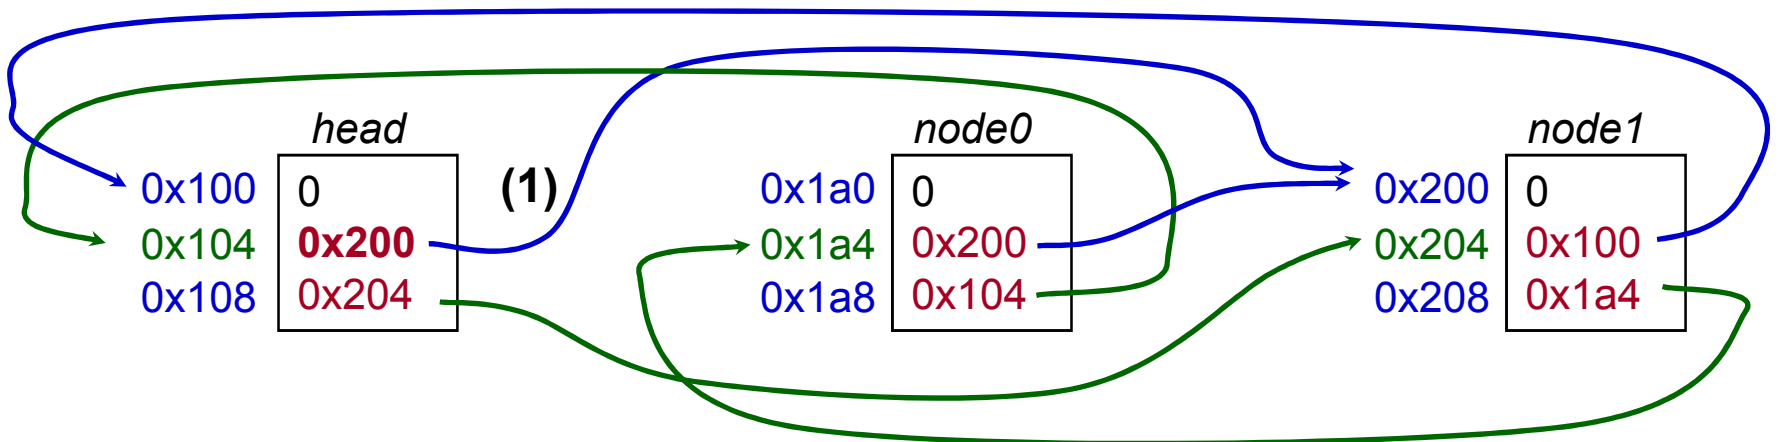 head node0 node1
0x100 0 (1) 0x1a0 0 0x200 0
0x104 0x200 0x1a4 0x200 0x204 0x100
0x108 0x204 0x1a8 0x104 0x208 0x1a4